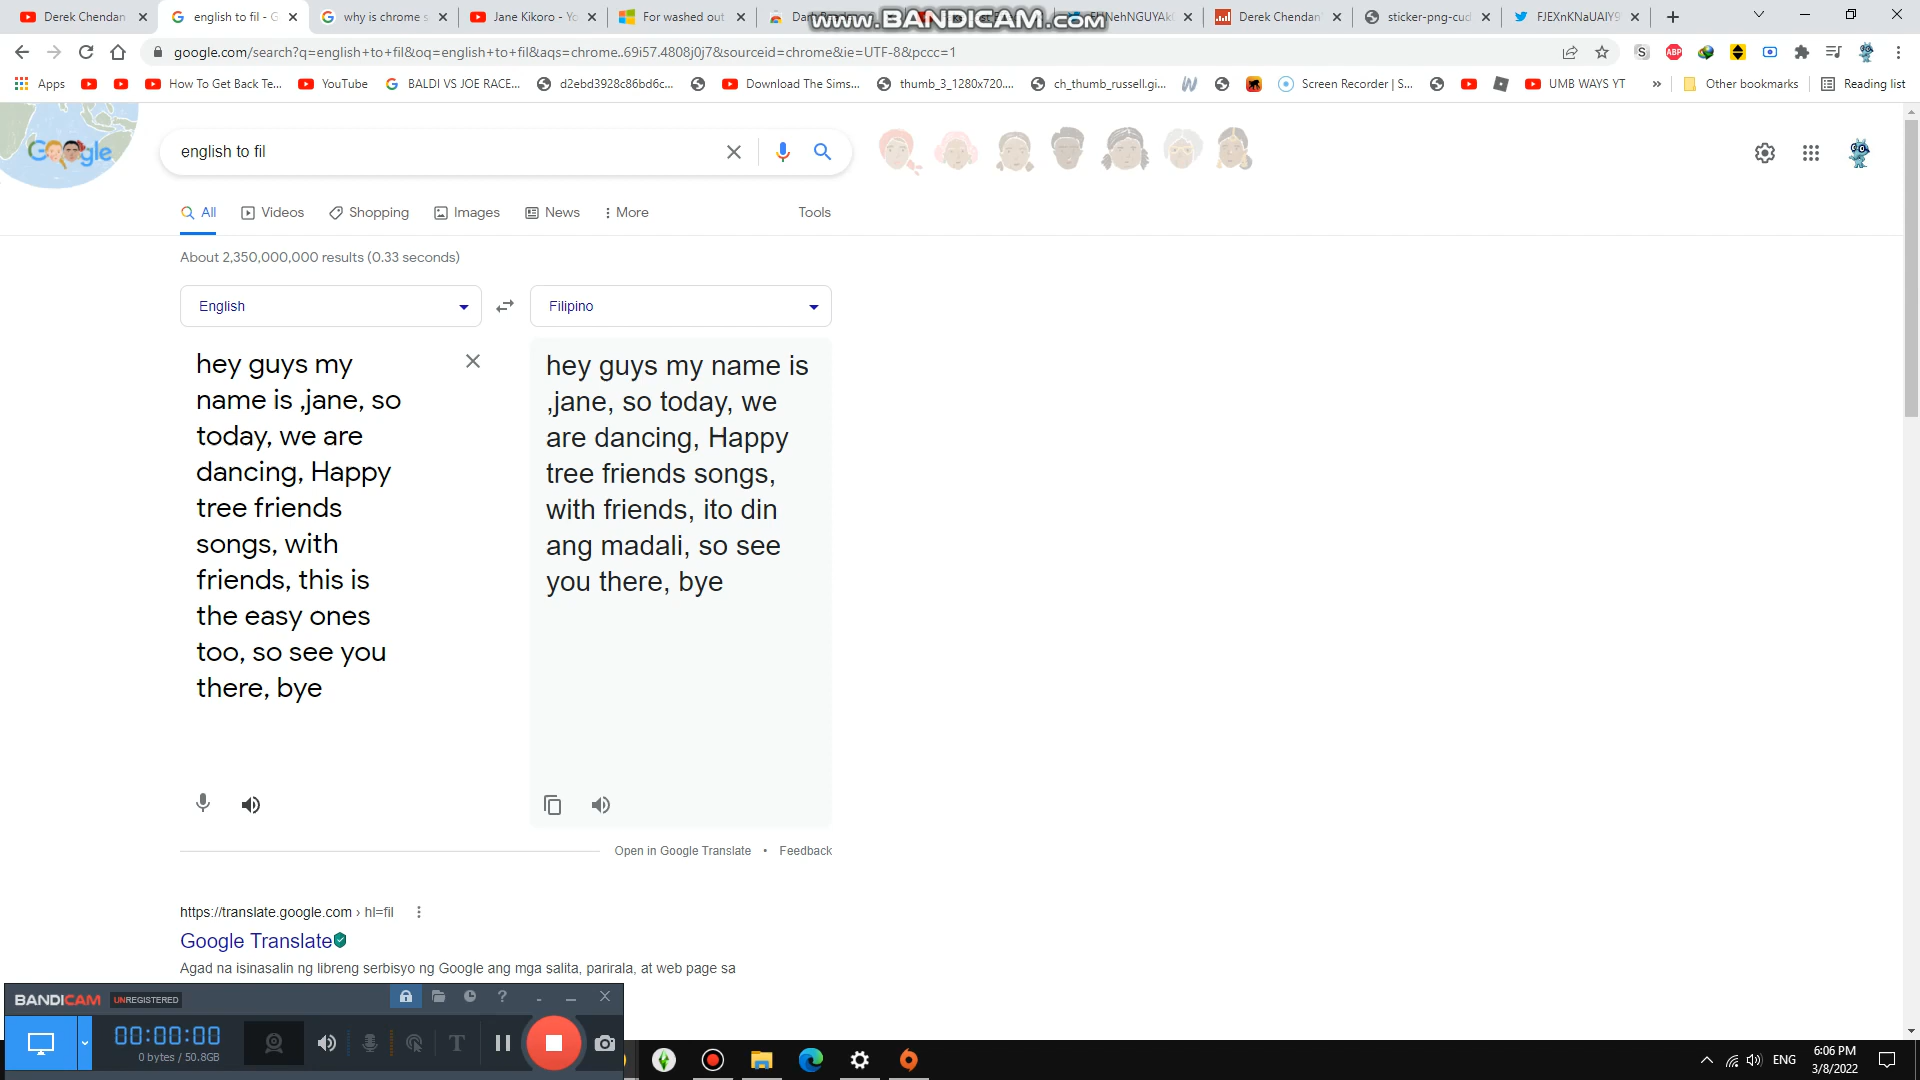 Derek Chendan
english to fil - G
why is chrome s
Jane Kikoro - Yo
For washed out
Derek Chendan'
sticker-png-cud
FJEXnKNaUAIY9
www.BANDICAM.com
google.com/search?q=english+to+fil&oq=english+to+fil&aqs=chrome..69i57.4808j0j7&sourceid=chrome&ie=UTF-8&pccc=1
Apps
How To Get Back Te...
YouTube
BALDI VS JOE RACE...
d2ebd3928c86bd6c...
Download The Sims...
thumb_3_1280x720....
ch_thumb_russell.gi...
Screen Recorder | S...
UMB WAYS YT
»
Other bookmarks
Reading list
Google
english to fil
All
Videos
Shopping
Images
News
More
Tools
About 2,350,000,000 results (0.33 seconds)
English
Filipino
hey guys my
name is ,jane, so
today, we are
dancing, Happy
tree friends
songs, with
friends, this is
the easy ones
too, so see you
there, bye
hey guys my name is
,jane, so today, we
are dancing, Happy
tree friends songs,
with friends, ito din
ang madali, so see
you there, bye
Open in Google Translate • Feedback
https://translate.google.com › hl=fil
Google Translate
Agad na isinasalin ng libreng serbisyo ng Google ang mga salita, parirala, at web page sa
BANDICAM UNREGISTERED
00:00:00
0 bytes / 50.8GB
ENG
6:06 PM
3/8/2022